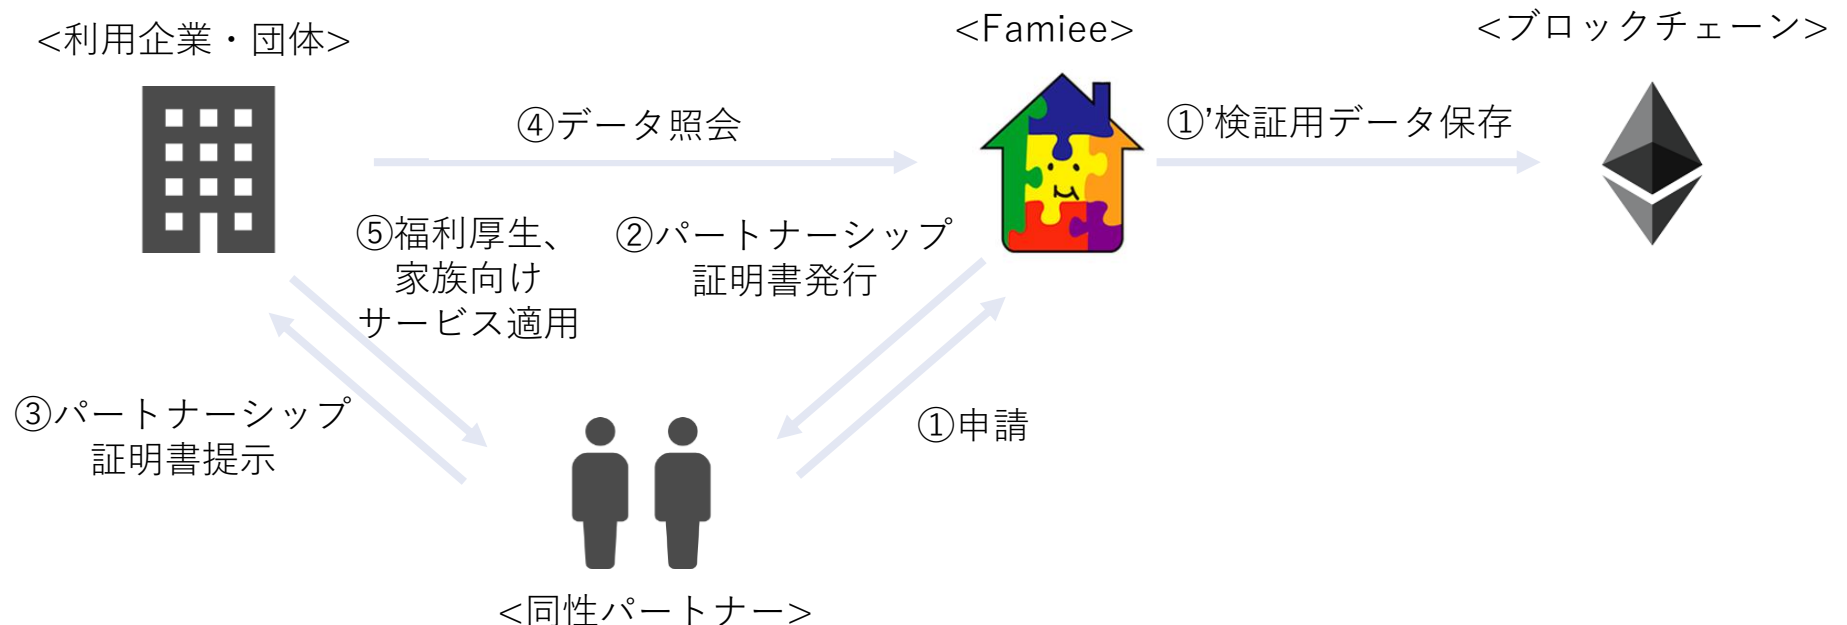 <利用企業・団体>
<Famiee>
<ブロックチェーン>
④データ照会
①’検証用データ保存
⑤福利厚生、
家族向け
サービス適用
②パートナーシップ
証明書発行
③パートナーシップ
証明書提示
①申請
<同性パートナー>